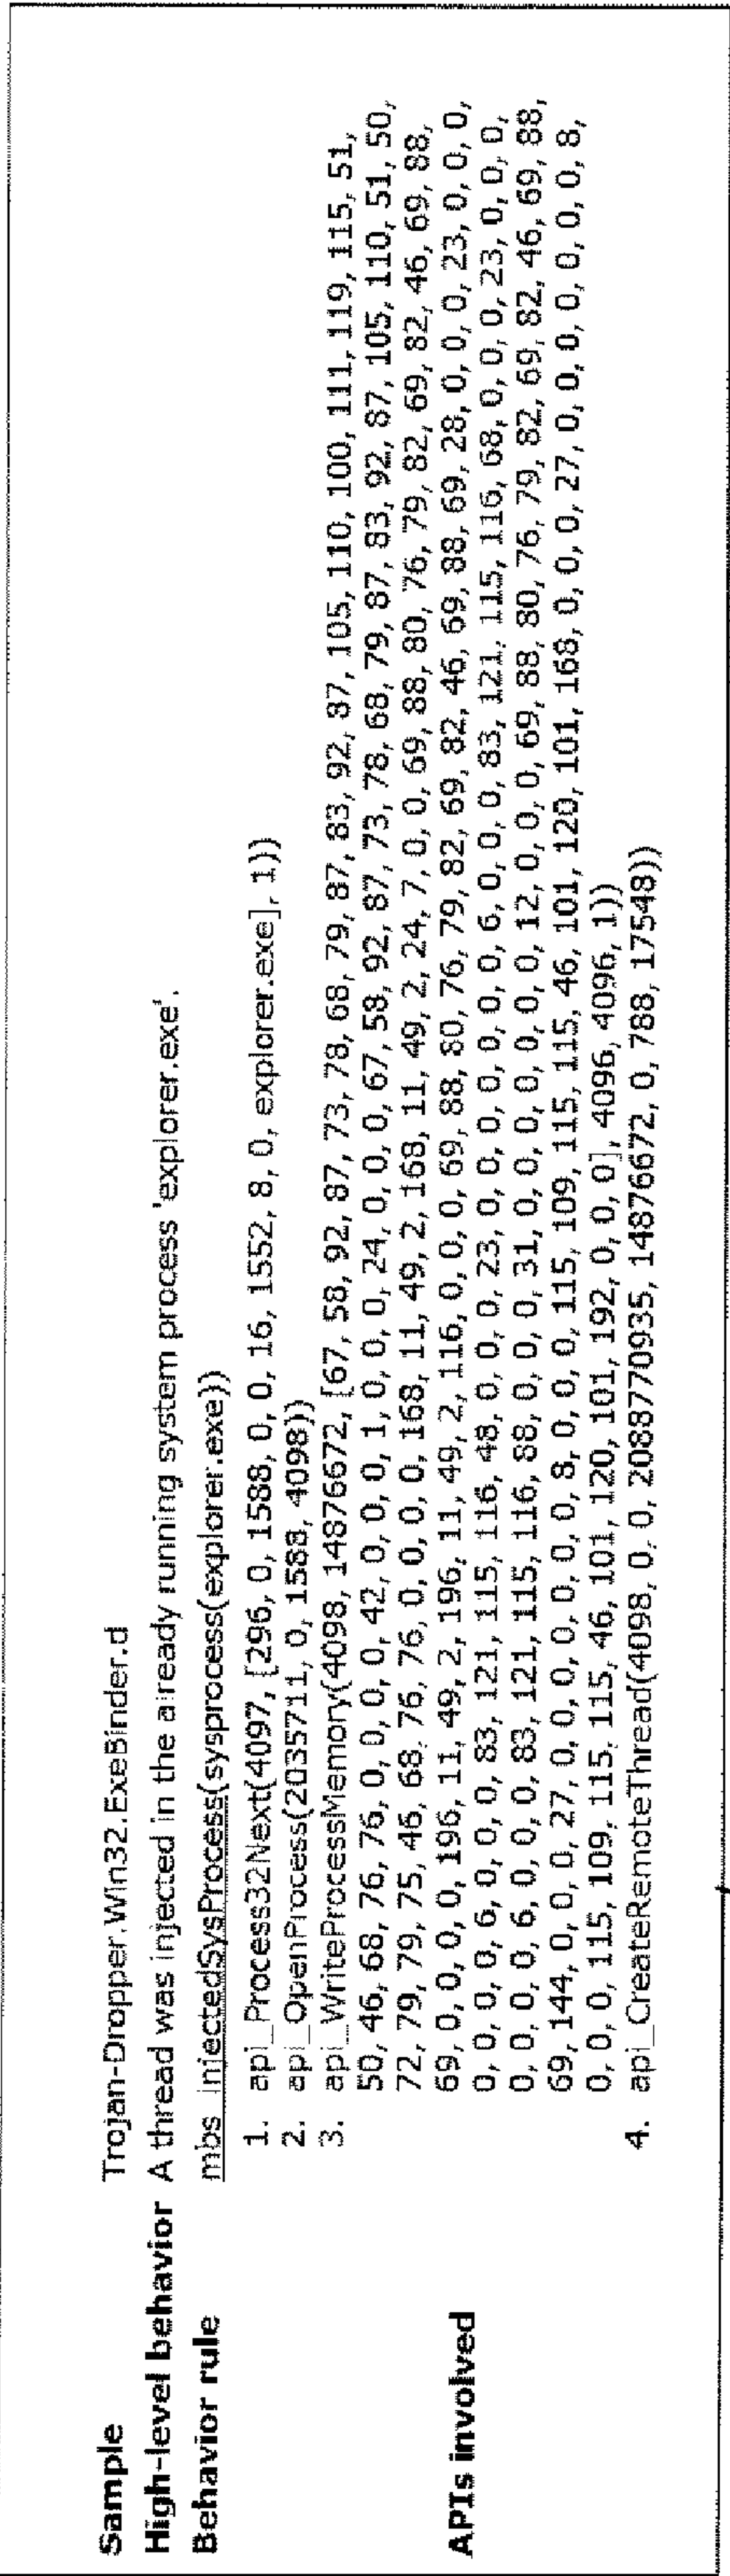 Sample Trojan-Dropper.Win32.ExeBinder.d
High-level behavior A thread was injected in the already running system process 'explorer.exe'.
Behavior rule mbs_injectedSysProcess(sysprocess(explorer.exe))
1. api_Process32Next(4097, [296, 0, 1588, 0, 0, 16, 1552, 8, 0, explorer.exe], 1))
2. api_OpenProcess(2035711, 0, 1588, 4098))
3. api_WriteProcessMemory(4098, 14876672, [67, 58, 92, 87, 73, 78, 68, 79, 87, 83, 92, 87, 105, 110, 100, 111, 119, 115, 51,
50, 46, 68, 76, 76, 0, 0, 0, 0, 42, 0, 0, 0, 1, 0, 0, 0, 24, 0, 0, 0, 67, 58, 92, 87, 73, 78, 68, 79, 87, 83, 92, 87, 105, 110, 51, 50,
72, 79, 79, 75, 46, 68, 76, 76, 0, 0, 0, 0, 168, 11, 49, 2, 168, 11, 49, 2, 24, 7, 0, 0, 69, 88, 80, 76, 79, 82, 69, 82, 46, 69, 88,
69, 0, 0, 0, 0, 196, 11, 49, 2, 196, 11, 49, 2, 116, 0, 0, 0, 69, 88, 80, 76, 79, 82, 69, 82, 46, 69, 88, 69, 28, 0, 0, 0, 23, 0, 0, 0,
0, 0, 0, 0, 6, 0, 0, 0, 83, 121, 115, 116, 48, 0, 0, 0, 23, 0, 0, 0, 0, 0, 0, 0, 6, 0, 0, 0, 83, 121, 115, 116, 68, 0, 0, 0, 23, 0, 0, 0,
0, 0, 0, 0, 6, 0, 0, 0, 83, 121, 115, 116, 88, 0, 0, 0, 31, 0, 0, 0, 0, 0, 0, 0, 12, 0, 0, 0, 69, 88, 80, 76, 79, 82, 69, 82, 46, 69, 88,
69, 144, 0, 0, 0, 27, 0, 0, 0, 0, 0, 0, 0, 8, 0, 0, 0, 115, 109, 115, 115, 46, 101, 120, 101, 168, 0, 0, 0, 27, 0, 0, 0, 0, 0, 0, 0, 8,
APIs involved 0, 0, 0, 115, 109, 115, 115, 46, 101, 120, 101, 192, 0, 0, 0], 4096, 4096, 1))
4. api_CreateRemoteThread(4098, 0, 0, 2088770935, 14876672, 0, 788, 17548))